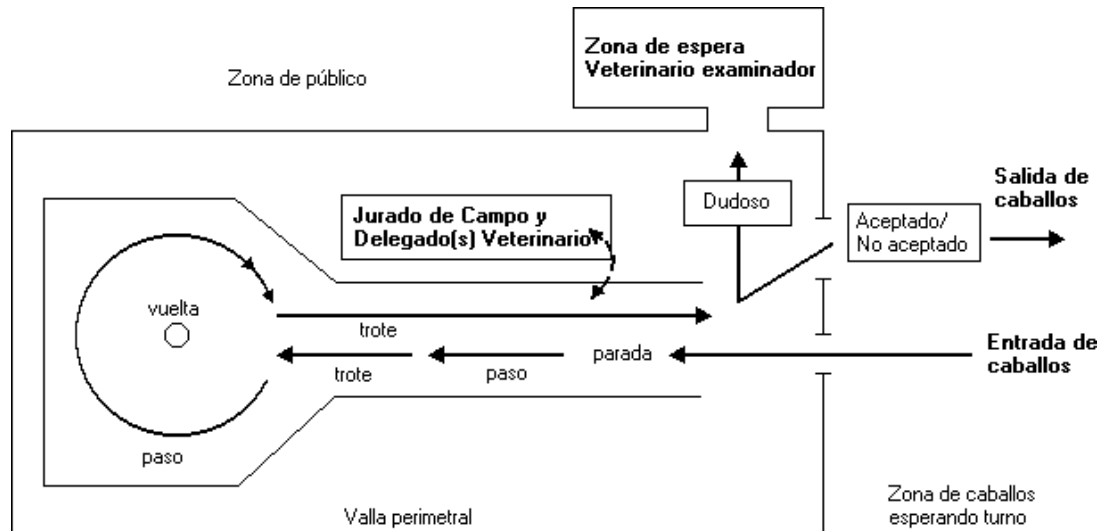 Zona de espera
Veterinario examinador
Zona de público
Salida de
caballos
Dudoso
Jurado de Campo y
Delegado(s) Veterinario
Aceptado/
No aceptado
vuelta
trote
parada
Entrada de
caballos
trote
paso
paso
Valla perimetral
Zona de caballos
esperando turno